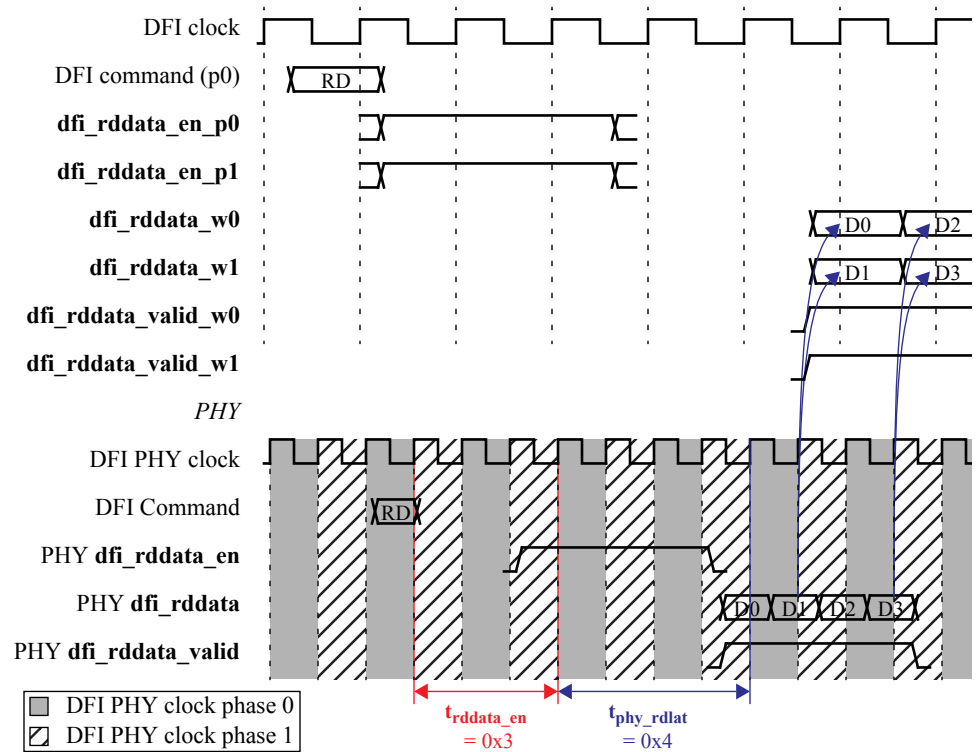 DFI clock
DFI command (p0)
RD
dfi_rddata_en_p0
dfi_rddata_en_p1
dfi_rddata_w0
D0 D2
dfi_rddata_w1
D1 D3
dfi_rddata_valid_w0
dfi_rddata_valid_w1
PHY
DFI PHY clock
DFI Command
RD
PHY dfi_rddata_en
PHY dfi_rddata
D0 D1 D2 D3
PHY dfi_rddata_valid
DFI PHY clock phase 0
DFI PHY clock phase 1
trddata_en
= 0x3
tphy_rdlat
= 0x4